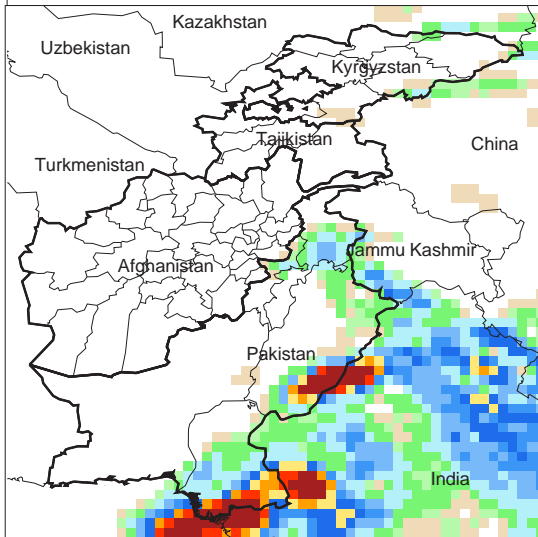 Kazakhstan
Uzbekistan
Kyrgyzstan
Tajikistan
China
Turkmenistan
Jammu Kashmir
Afghanistan
Pakistan
India